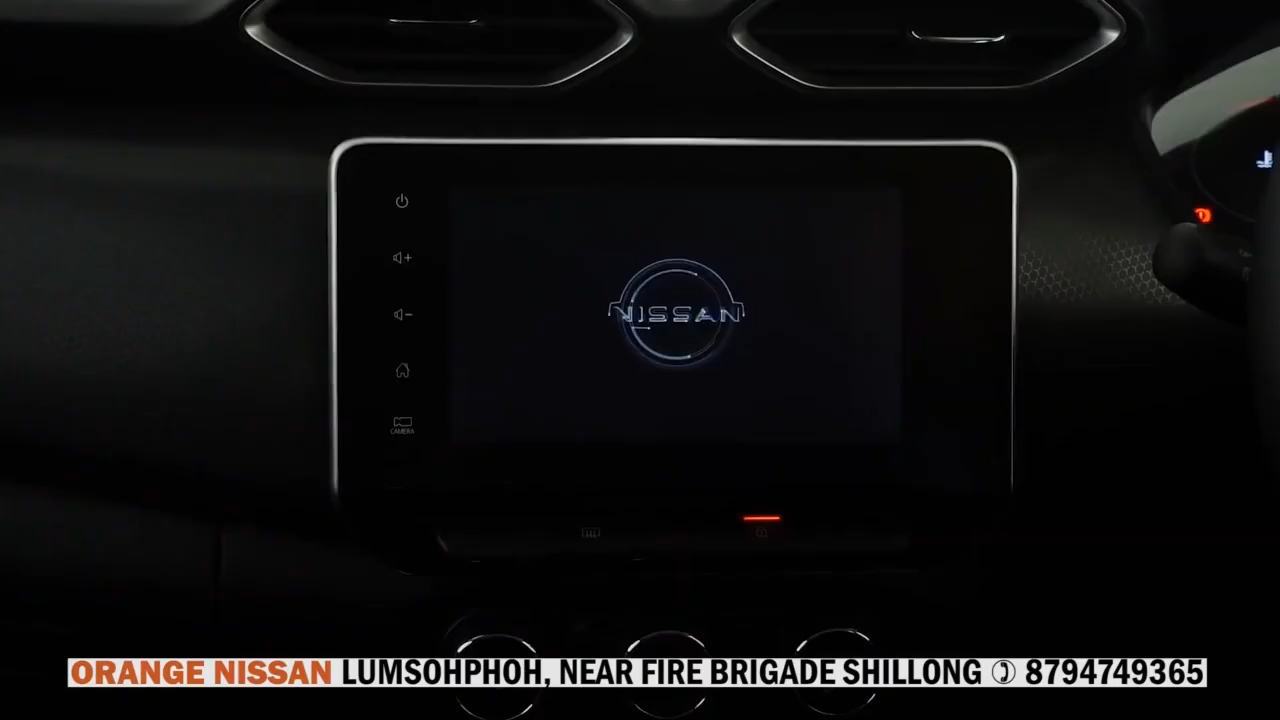 NISSAN
CAMERA
ORANGE NISSAN LUMSOHPHOH, NEAR FIRE BRIGADE SHILLONG ✆ 8794749365